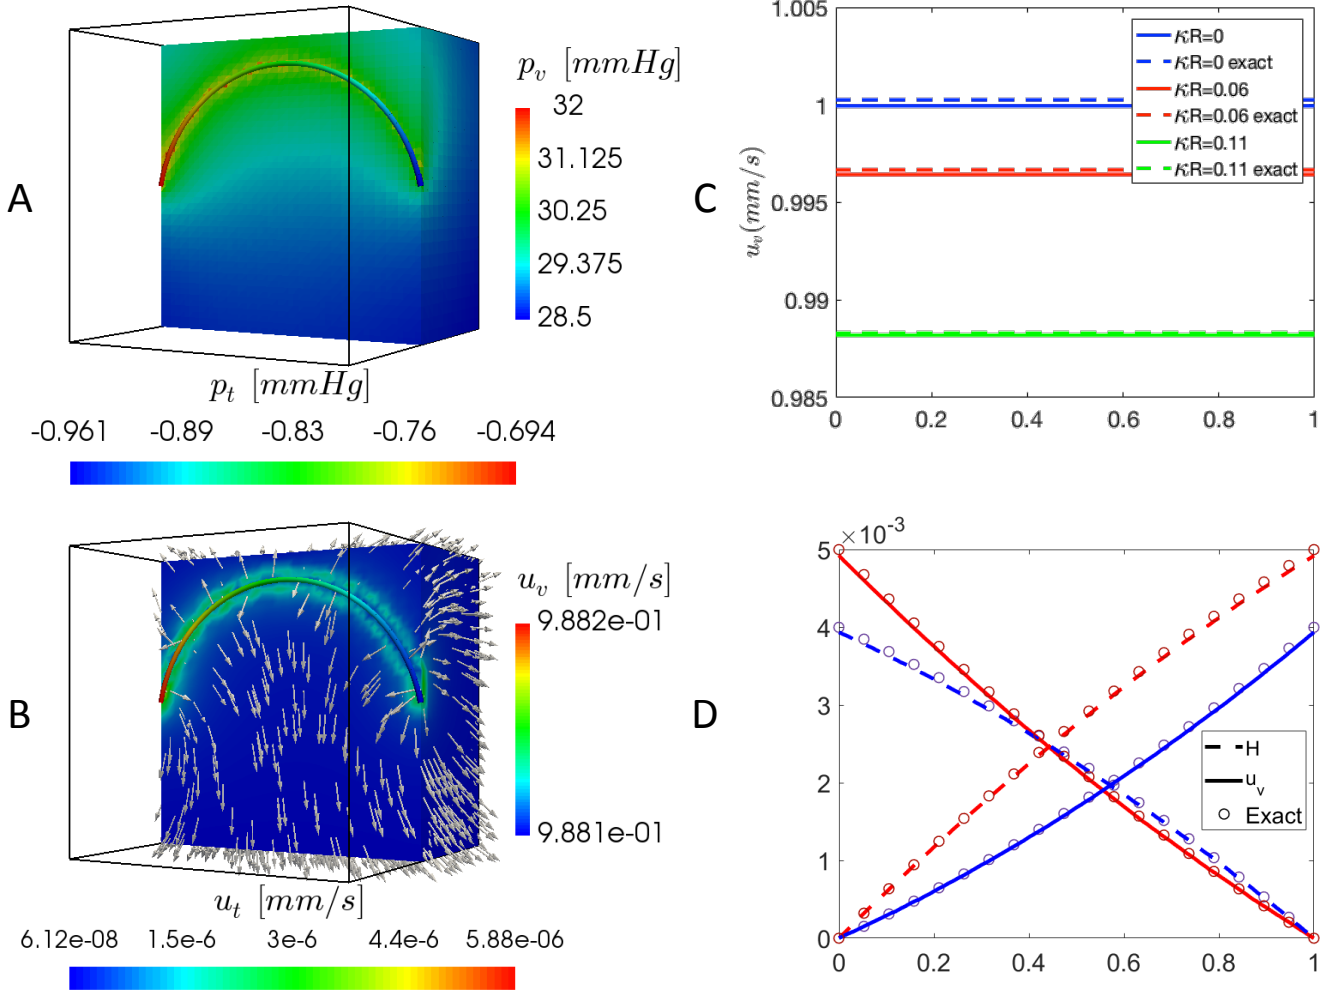 A
p_v [mmHg]
32
31.125
30.25
29.375
28.5
p_t [mmHg]
-0.961 -0.89 -0.83 -0.76 -0.694
B
u_v [mm/s]
9.882e-01
9.881e-01
u_t [mm/s]
6.12e-08 1.5e-6 3e-6 4.4e-6 5.88e-06
C
u_v(mm/s)
1.005
1
0.995
0.99
0.985
0 0.2 0.4 0.6 0.8 1
κR=0
κR=0 exact
κR=0.06
κR=0.06 exact
κR=0.11
κR=0.11 exact
D
×10^-3
5
4
3
2
1
0
0 0.2 0.4 0.6 0.8 1
H
u_v
Exact